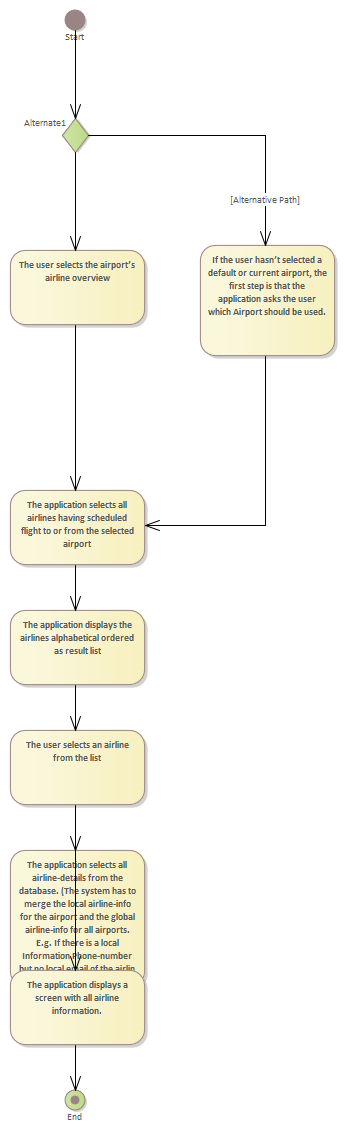 Start
Alternate1
[Alternative Path]
The user selects the airport's
airline overview
If the user hasn't selected a
default or current airport, the
first step is that the
application asks the user
which Airport should be used.
The application selects all
airlines having scheduled
flight to or from the selected
airport
The application displays the
airlines alphabetical ordered
as result list
The user selects an airline
from the list
The application selects all
airline-details from the
database. (The system has to
merge the local airline-info
for the airport and the global
airline-info for all airports.
E.g. If there is a local
Information Phone-number
but no local email of the airlin
The application displays a
screen with all airline
information.
End